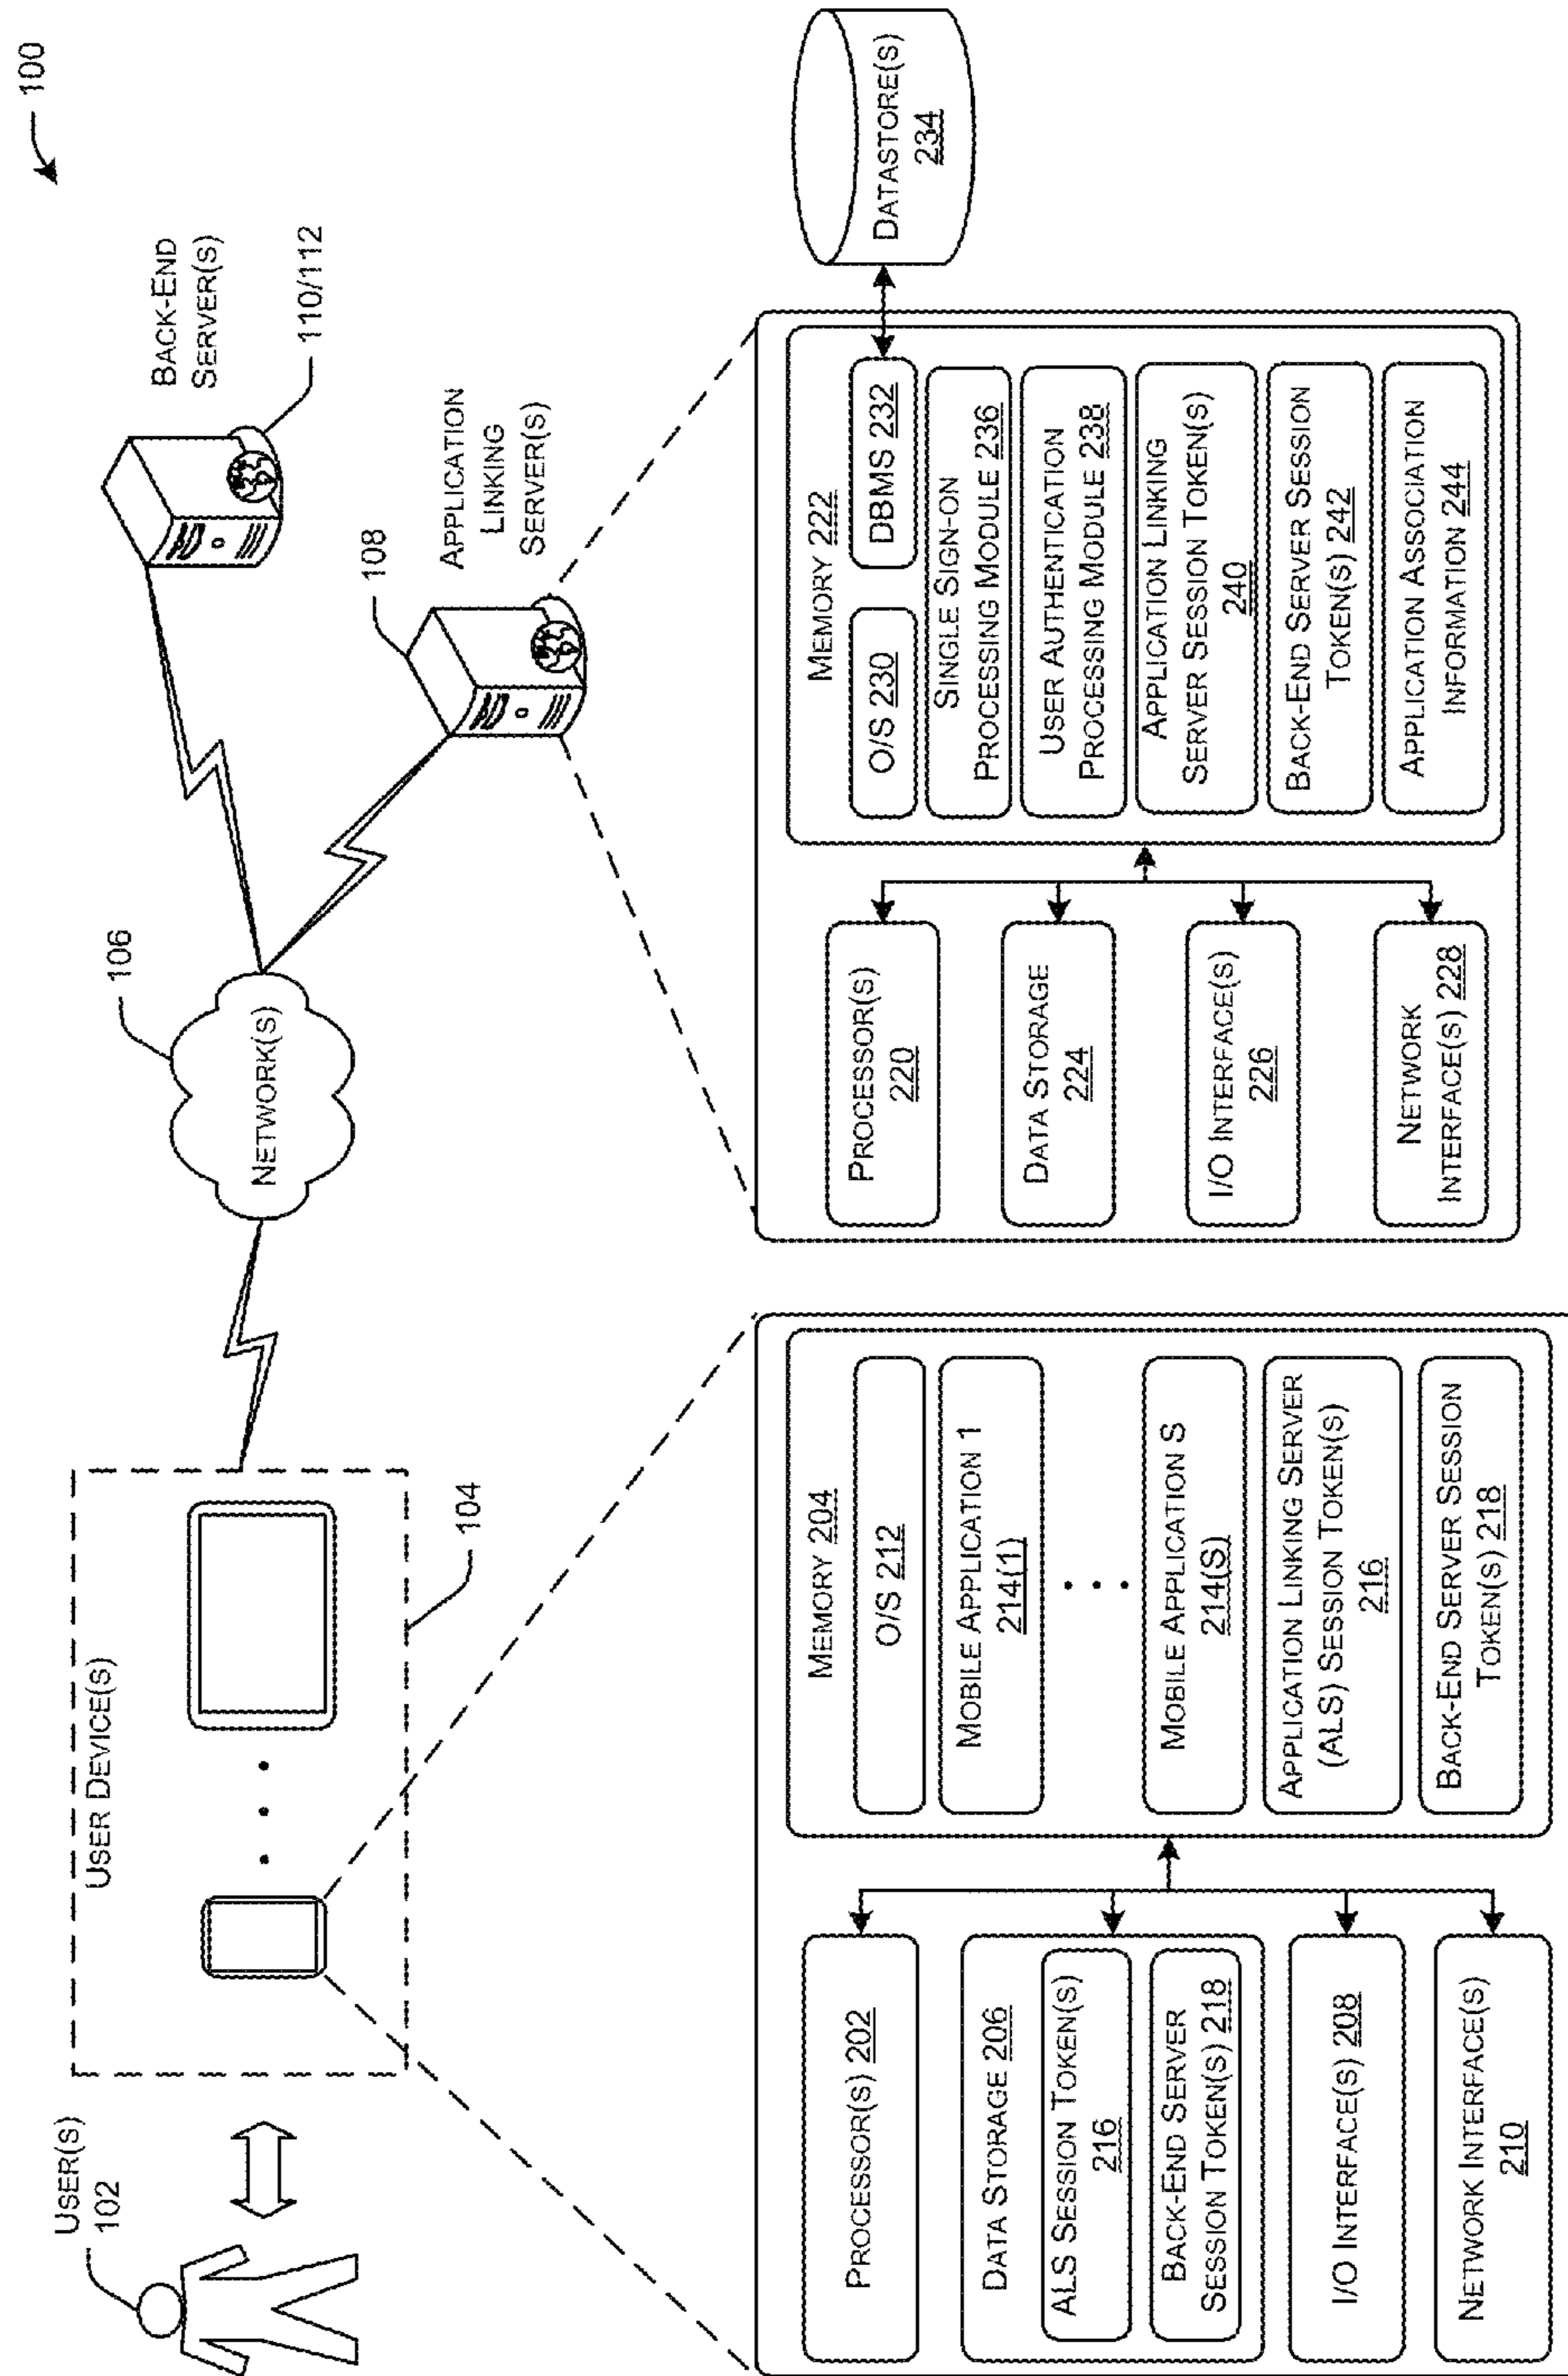 100
USER(S)
102
USER DEVICE(S)
104
NETWORK(S)
106
BACK-END
SERVER(S)
110/112
108
APPLICATION
LINKING
SERVER(S)
PROCESSOR(S) 202
DATA STORAGE 206
ALS SESSION TOKEN(S)
216
BACK-END SERVER
SESSION TOKEN(S) 218
I/O INTERFACE(S) 208
NETWORK INTERFACE(S)
210
MEMORY 204
O/S 212
MOBILE APPLICATION 1
214(1)
MOBILE APPLICATION S
214(S)
APPLICATION LINKING SERVER
(ALS) SESSION TOKEN(S)
216
BACK-END SERVER SESSION
TOKEN(S) 218
PROCESSOR(S)
220
DATA STORAGE
224
I/O INTERFACE(S)
226
NETWORK
INTERFACE(S) 228
MEMORY 222
O/S 230
DBMS 232
SINGLE SIGN-ON
PROCESSING MODULE 236
USER AUTHENTICATION
PROCESSING MODULE 238
APPLICATION LINKING
SERVER SESSION TOKEN(S)
240
BACK-END SERVER SESSION
TOKEN(S) 242
APPLICATION ASSOCIATION
INFORMATION 244
DATASTORE(S)
234